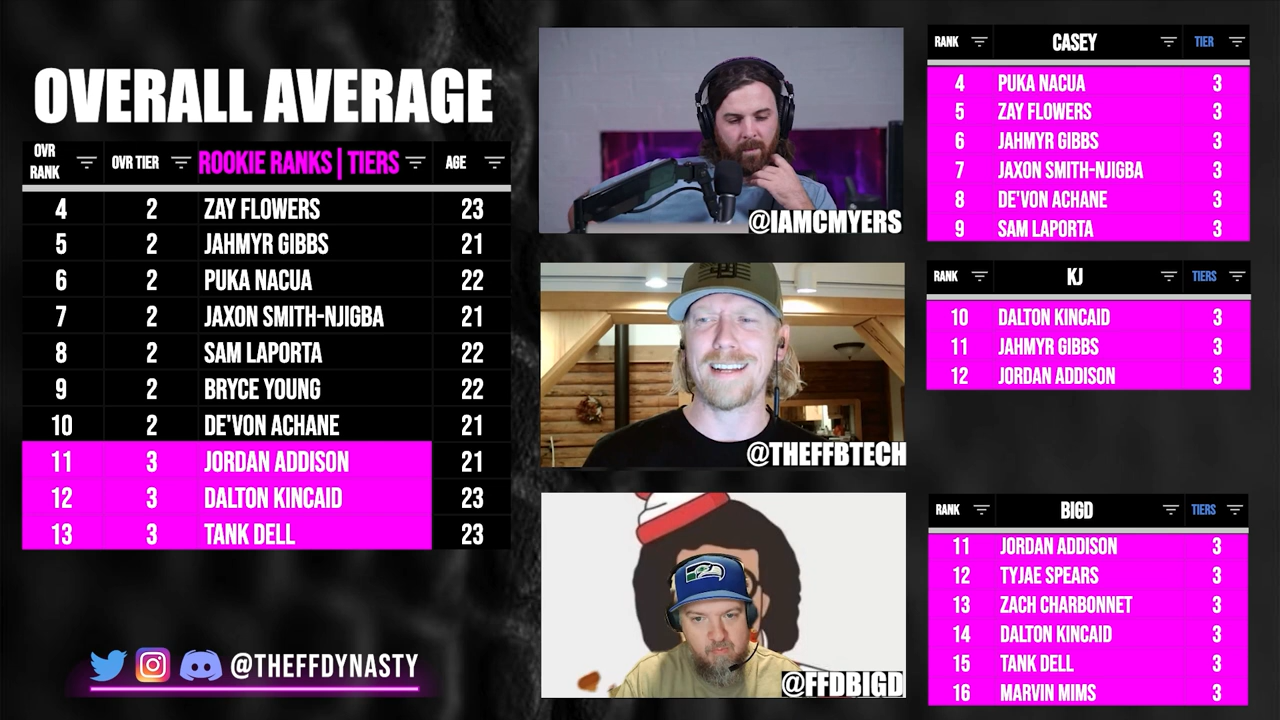 OVERALL AVERAGE
OVR RANK OVR TIER ROOKIE RANKS | TIERS AGE
4 2 ZAY FLOWERS 23
5 2 JAHMYR GIBBS 21
6 2 PUKA NACUA 22
7 2 JAXON SMITH-NJIGBA 21
8 2 SAM LAPORTA 22
9 2 BRYCE YOUNG 22
10 2 DE'VON ACHANE 21
11 3 JORDAN ADDISON 21
12 3 DALTON KINCAID 23
13 3 TANK DELL 23
@THEFFDYNASTY
@IAMCMYERS
@THEFFBTECH
@FFDBIGD
RANK CASEY TIER
4 PUKA NACUA 3
5 ZAY FLOWERS 3
6 JAHMYR GIBBS 3
7 JAXON SMITH-NJIGBA 3
8 DE'VON ACHANE 3
9 SAM LAPORTA 3
RANK KJ TIERS
10 DALTON KINCAID 3
11 JAHMYR GIBBS 3
12 JORDAN ADDISON 3
RANK BIGD TIERS
11 JORDAN ADDISON 3
12 TYJAE SPEARS 3
13 ZACH CHARBONNET 3
14 DALTON KINCAID 3
15 TANK DELL 3
16 MARVIN MIMS 3